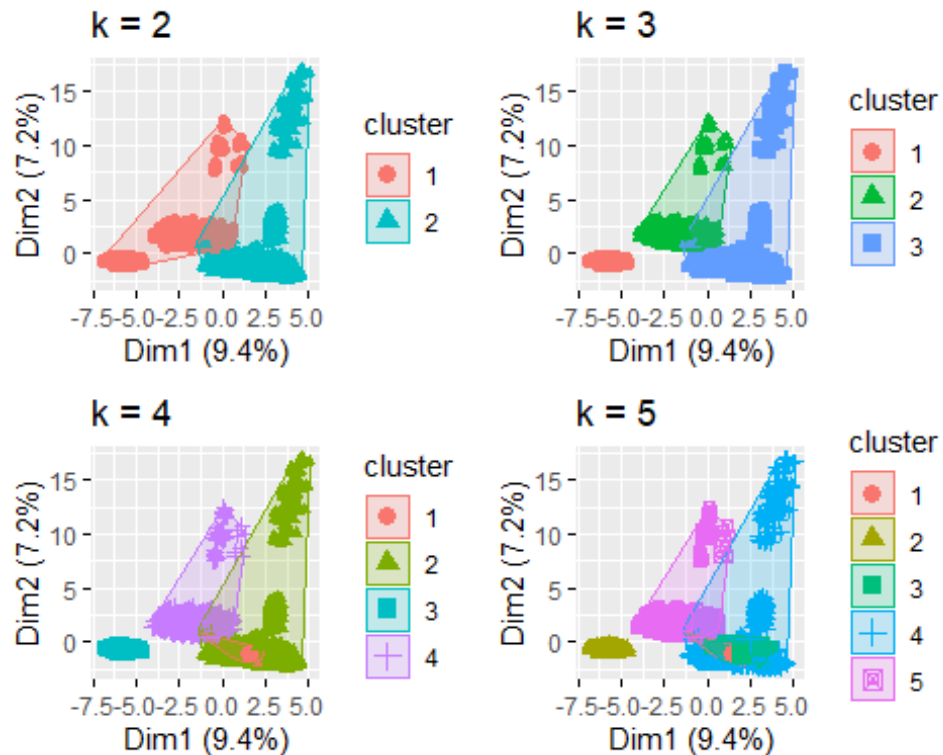 k = 2
Dim2 (7.2%)
15
10
5
0
-7.5-5.0-2.5 0.0 2.5 5.0
Dim1 (9.4%)
cluster
1
2
k = 3
Dim2 (7.2%)
15
10
5
0
-7.5-5.0-2.5 0.0 2.5 5.0
Dim1 (9.4%)
cluster
1
2
3
k = 4
Dim2 (7.2%)
15
10
5
0
-7.5-5.0-2.5 0.0 2.5 5.0
Dim1 (9.4%)
cluster
1
2
3
4
k = 5
Dim2 (7.2%)
15
10
5
0
-7.5-5.0-2.5 0.0 2.5 5.0
Dim1 (9.4%)
cluster
1
2
3
4
5